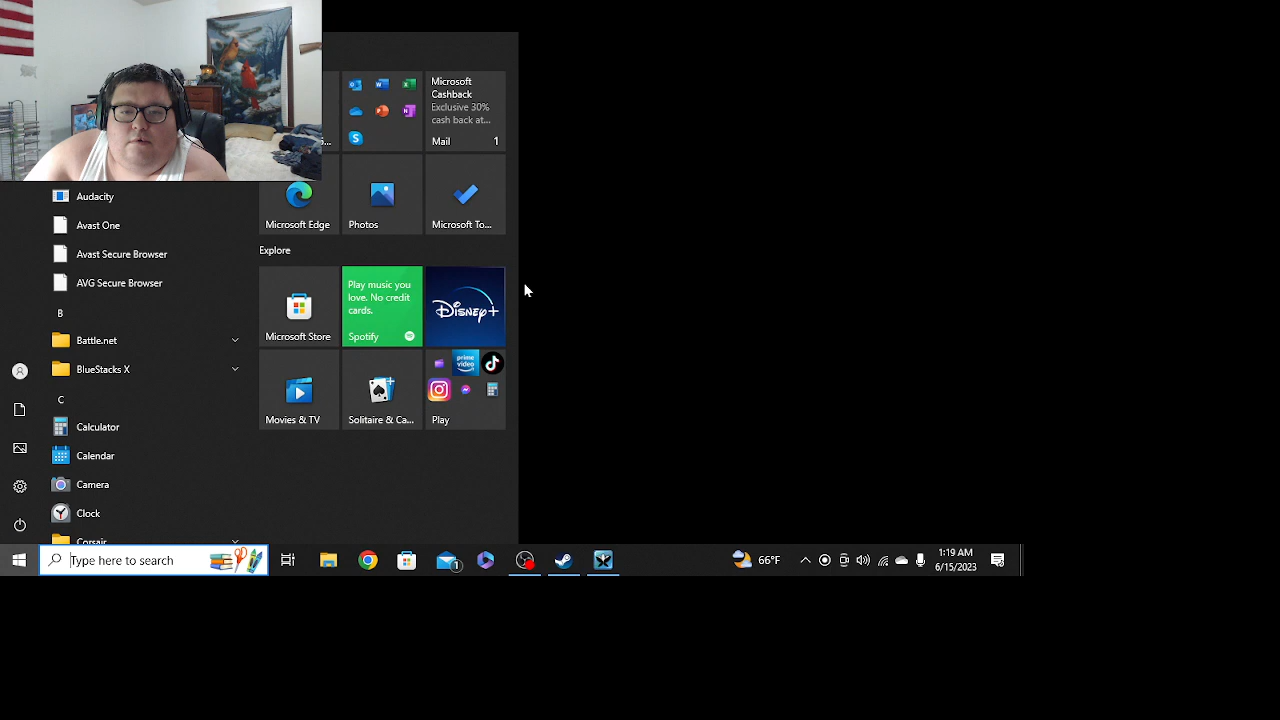 Microsoft
Cashback
Exclusive 30%
cash back at...
Mail 1
Audacity
Avast One
Avast Secure Browser
AVG Secure Browser
B
Battle.net
BlueStacks X
C
Calculator
Calendar
Camera
Clock
Corsair
Microsoft Edge
Photos
Microsoft To...
Explore
Play music you
love. No credit
cards.
Spotify
Disney+
Microsoft Store
prime
video
Movies & TV
Solitaire & Ca...
Play
Type here to search
1
66°F
1:19 AM
6/15/2023